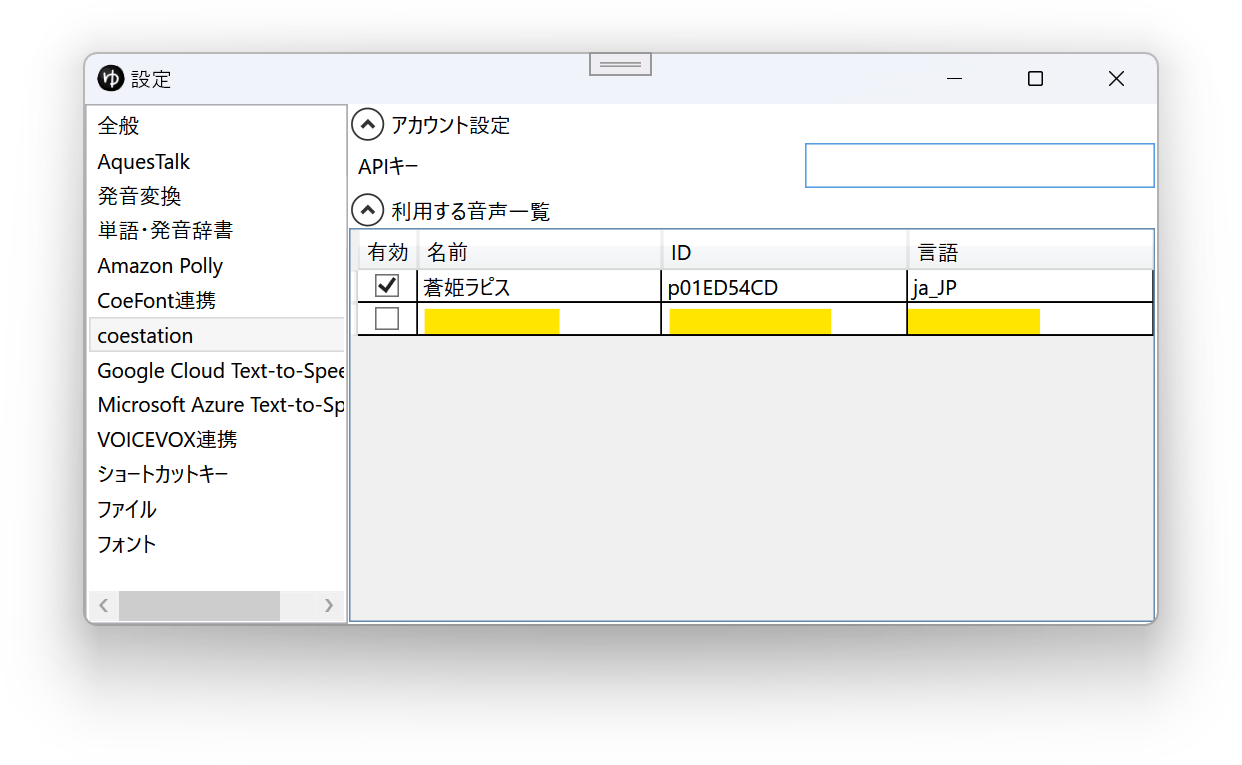 ゆ 設定
全般
AquesTalk
発音変換
単語・発音辞書
Amazon Polly
CoeFont連携
coestation
Google Cloud Text-to-Spee
Microsoft Azure Text-to-Sp
VOICEVOX連携
ショートカットキー
ファイル
フォント
アカウント設定
APIキー
利用する音声一覧
有効 名前 ID 言語
蒼姫ラピス p01ED54CD ja_JP